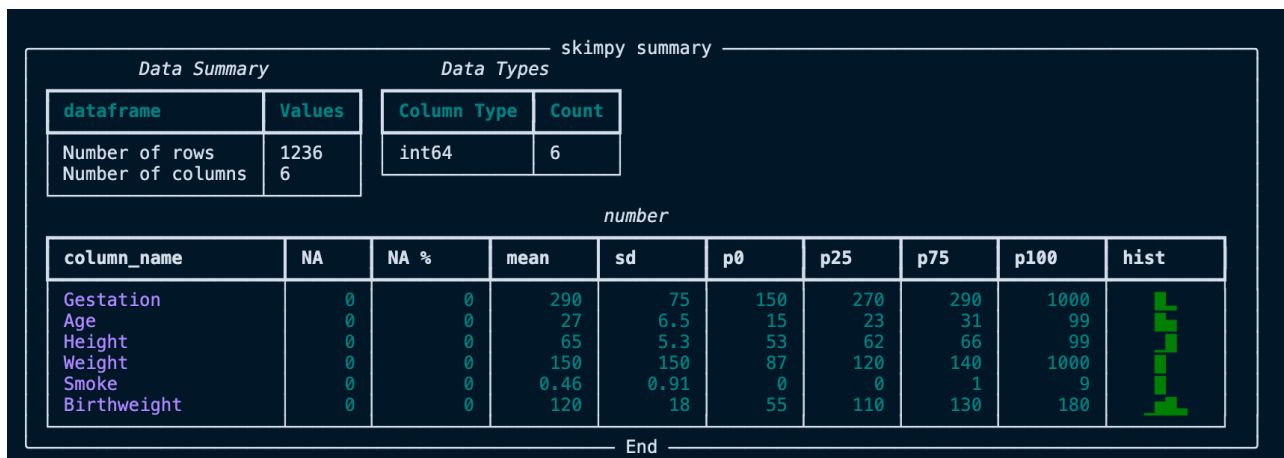 skimpy summary
Data Summary Data Types
dataframe Values Column Type Count
Number of rows 1236 int64 6
Number of columns 6
number
column_name NA NA % mean sd p0 p25 p75 p100 hist
Gestation 0 0 290 75 150 270 290 1000
Age 0 0 27 6.5 15 23 31 99
Height 0 0 65 5.3 53 62 66 99
Weight 0 0 150 150 87 120 140 1000
Smoke 0 0 0.46 0.91 0 0 1 9
Birthweight 0 0 120 18 55 110 130 180
End